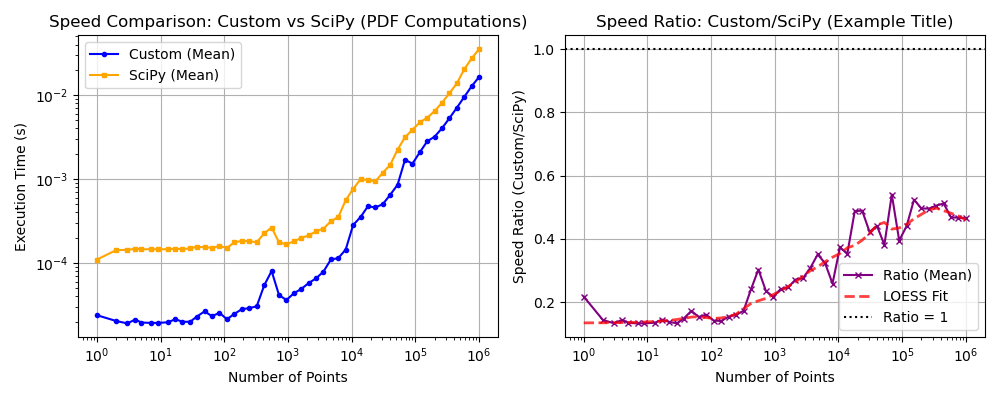 Speed Comparison: Custom vs SciPy (PDF Computations)
Custom (Mean)
SciPy (Mean)
Execution Time (s)
10⁻²
10⁻³
10⁻⁴
10⁰ 10¹ 10² 10³ 10⁴ 10⁵ 10⁶
Number of Points
Speed Ratio: Custom/SciPy (Example Title)
Speed Ratio (Custom/SciPy)
1.0
0.8
0.6
0.4
0.2
Ratio (Mean)
LOESS Fit
Ratio = 1
10⁰ 10¹ 10² 10³ 10⁴ 10⁵ 10⁶
Number of Points